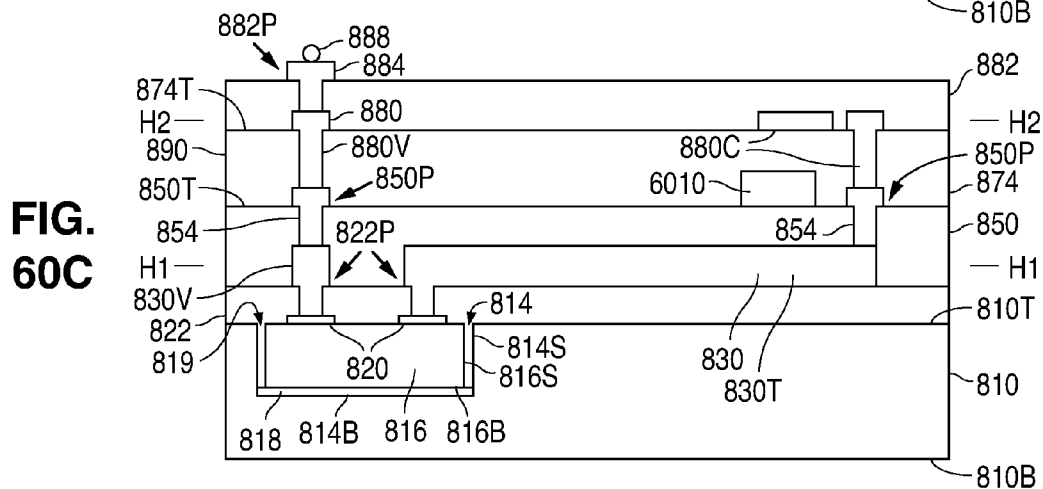 810B
882P
888
884
882
874T
H2
880
H2
890
880V
880C
850P
850T
850P
6010
874
FIG.
60C
854
822P
854
850
H1
H1
830V
814
810T
822
819
820
814S
816S
830
830T
810
818
814B
816
816B
810B